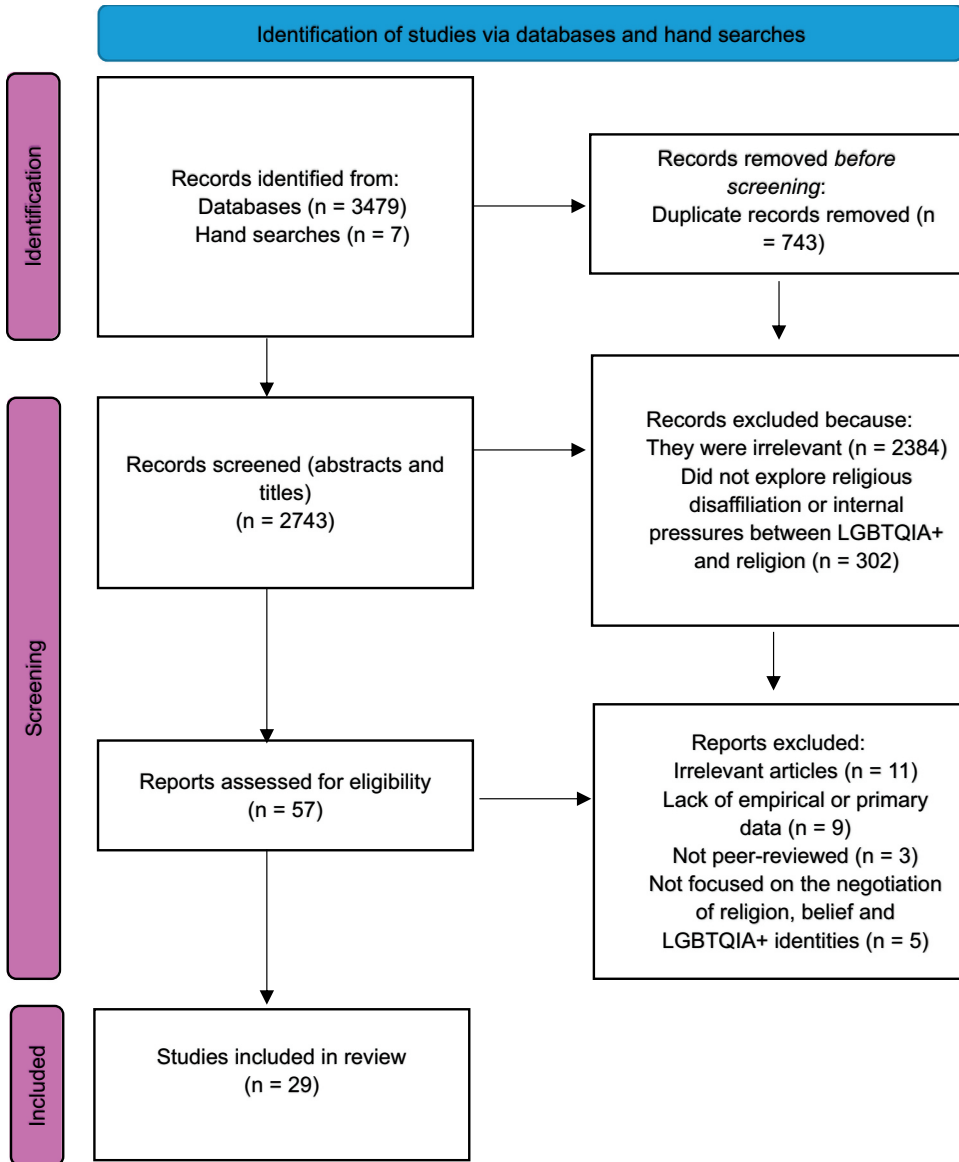 Identification of studies via databases and hand searches
Identification
Records identified from:
Databases (n = 3479)
Hand searches (n = 7)
Records removed before
screening:
Duplicate records removed (n
= 743)
Screening
Records screened (abstracts and
titles)
(n = 2743)
Records excluded because:
They were irrelevant (n = 2384)
Did not explore religious
disaffiliation or internal
pressures between LGBTQIA+
and religion (n = 302)
Reports assessed for eligibility
(n = 57)
Reports excluded:
Irrelevant articles (n = 11)
Lack of empirical or primary
data (n = 9)
Not peer-reviewed (n = 3)
Not focused on the negotiation
of religion, belief and
LGBTQIA+ identities (n = 5)
Included
Studies included in review
(n = 29)